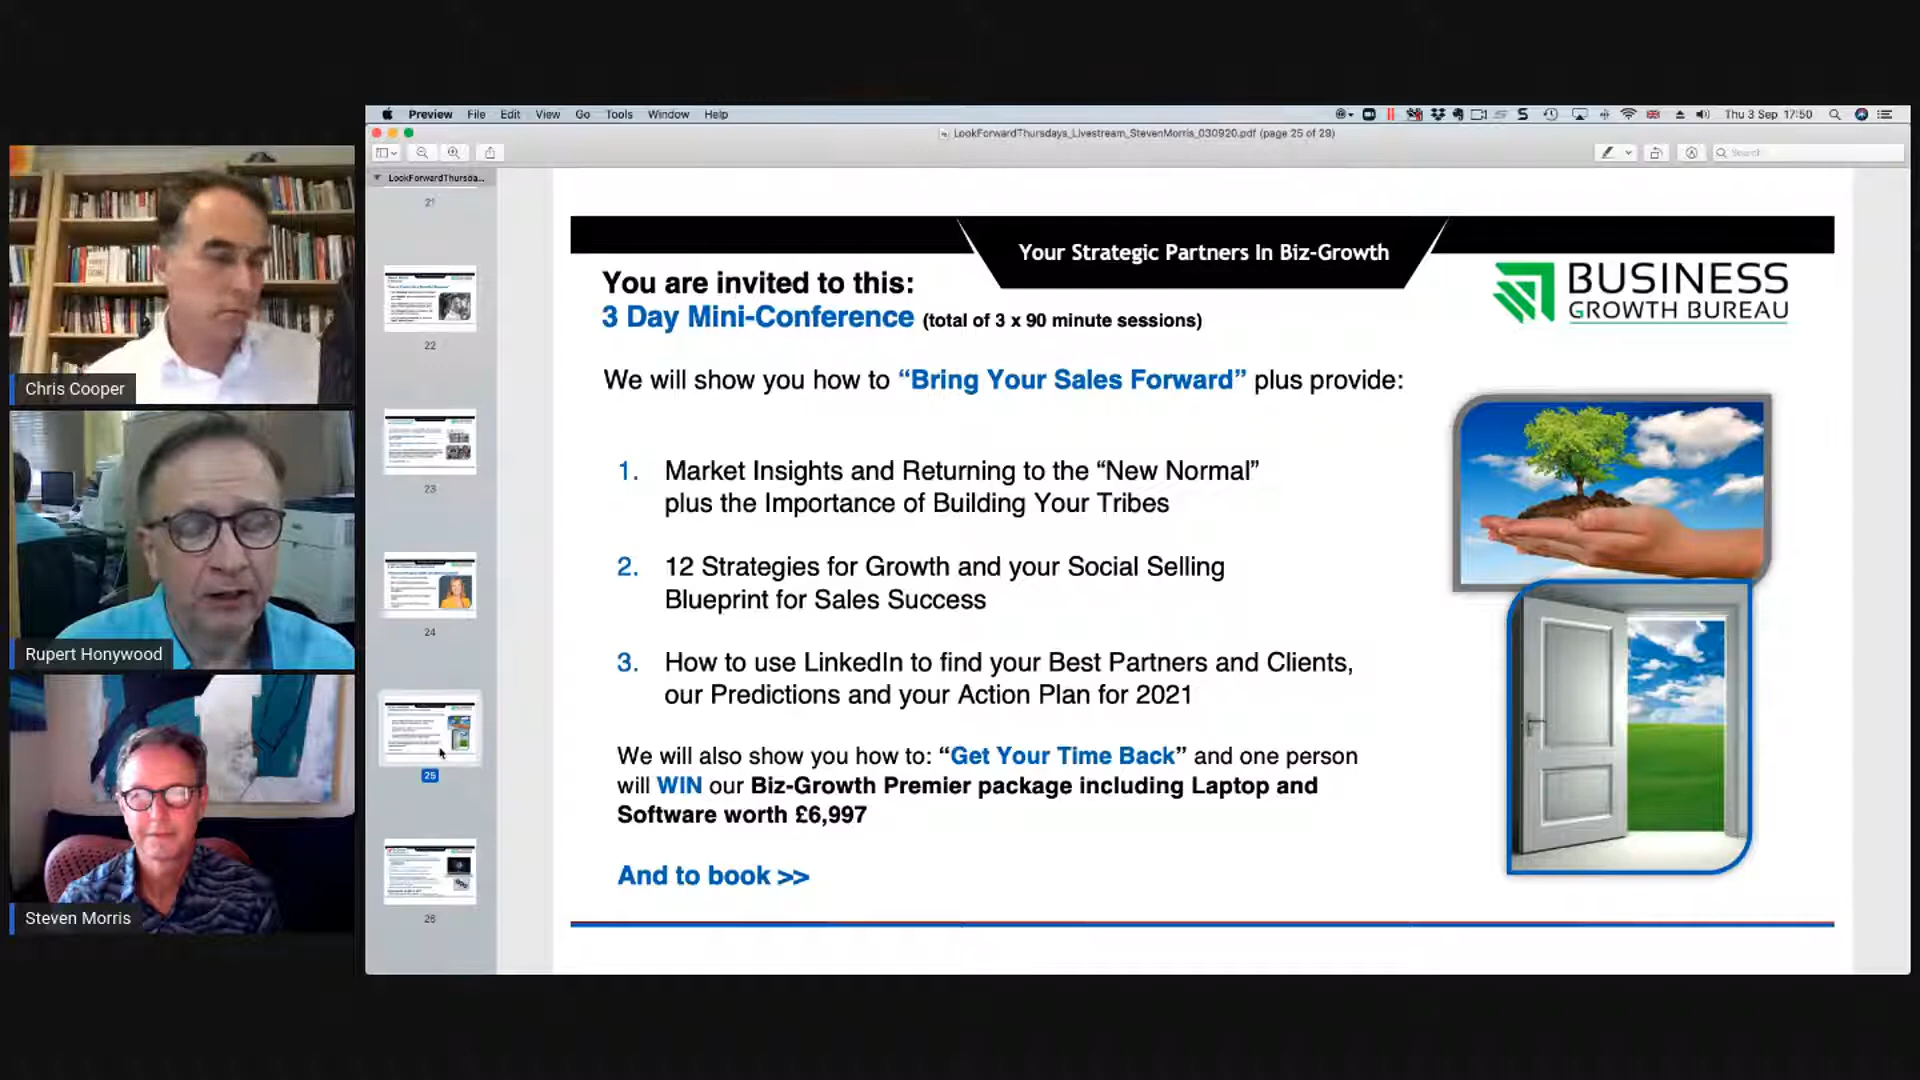 Preview File Edit View Go Tools Window Help
Thu 3 Sep 17:50
LookForwardThursdays_Livestream_StevenMorris_030920.pdf (page 25 of 29)
Search
LookForwardThursda...
21
22
23
24
25
26
Chris Cooper
Rupert Honywood
Steven Morris
Your Strategic Partners In Biz-Growth
BUSINESS
GROWTH BUREAU
You are invited to this:
3 Day Mini-Conference (total of 3 x 90 minute sessions)
We will show you how to “Bring Your Sales Forward” plus provide:
1. Market Insights and Returning to the “New Normal”
plus the Importance of Building Your Tribes
2. 12 Strategies for Growth and your Social Selling
Blueprint for Sales Success
3. How to use LinkedIn to find your Best Partners and Clients,
our Predictions and your Action Plan for 2021
We will also show you how to: “Get Your Time Back” and one person
will WIN our Biz-Growth Premier package including Laptop and
Software worth £6,997
And to book >>